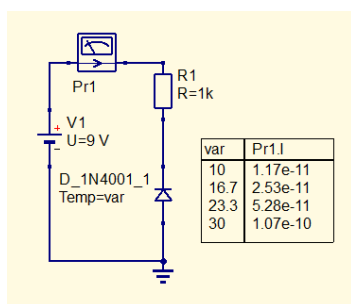 Pr1
R1
R=1k
V1
U=9 V
D_1N4001_1
Temp=var
var Pr1.I
10 1.17e-11
16.7 2.53e-11
23.3 5.28e-11
30 1.07e-10